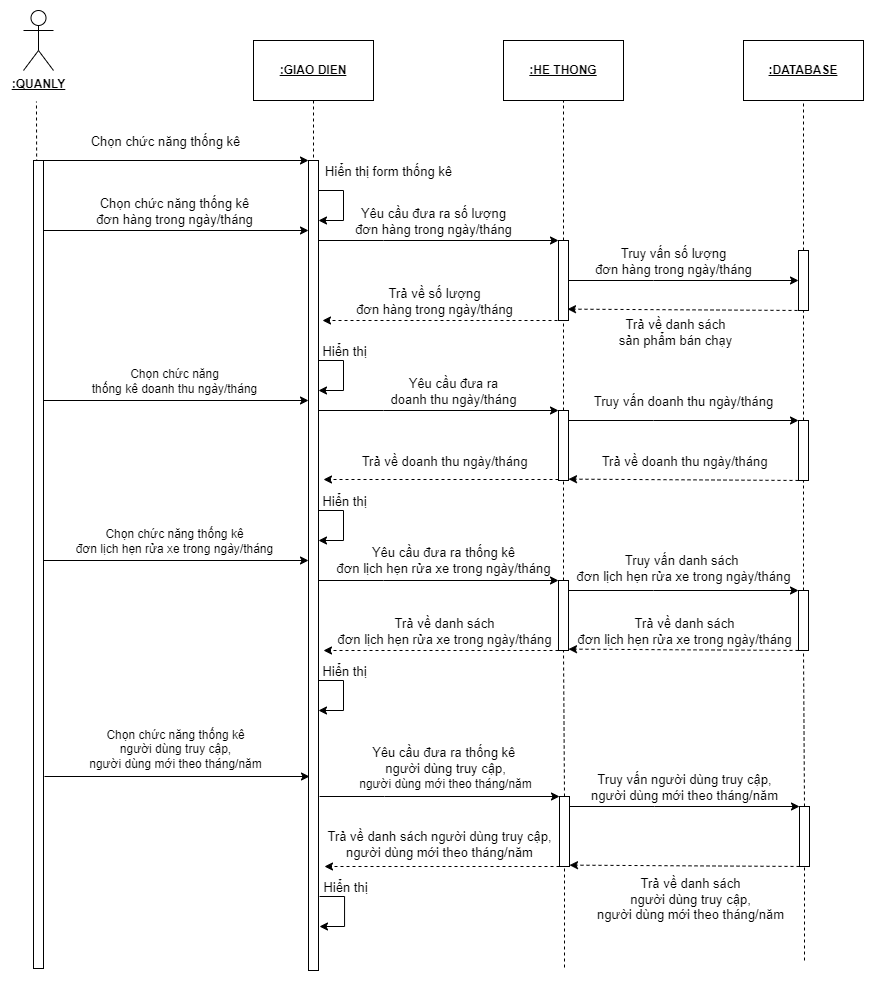 :QUANLY
:GIAO DIEN
:HE THONG
:DATABASE
Chọn chức năng thống kê
Hiển thị form thống kê
Chọn chức năng thống kê
đơn hàng trong ngày/tháng
Yêu cầu đưa ra số lượng
đơn hàng trong ngày/tháng
Truy vấn số lượng
đơn hàng trong ngày/tháng
Trả về số lượng
đơn hàng trong ngày/tháng
Trả về danh sách
sản phẩm bán chạy
Hiển thị
Chọn chức năng
thống kê doanh thu ngày/tháng
Yêu cầu đưa ra
doanh thu ngày/tháng
Truy vấn doanh thu ngày/tháng
Trả về doanh thu ngày/tháng
Trả về doanh thu ngày/tháng
Hiển thị
Chọn chức năng thống kê
đơn lịch hẹn rửa xe trong ngày/tháng
Yêu cầu đưa ra thống kê
đơn lịch hẹn rửa xe trong ngày/tháng
Truy vấn danh sách
đơn lịch hẹn rửa xe trong ngày/tháng
Trả về danh sách
đơn lịch hẹn rửa xe trong ngày/tháng
Trả về danh sách
đơn lịch hẹn rửa xe trong ngày/tháng
Hiển thị
Chọn chức năng thống kê
người dùng truy cập,
người dùng mới theo tháng/năm
Yêu cầu đưa ra thống kê
người dùng truy cập,
người dùng mới theo tháng/năm
Truy vấn người dùng truy cập,
người dùng mới theo tháng/năm
Trả về danh sách người dùng truy cập,
người dùng mới theo tháng/năm
Trả về danh sách
người dùng truy cập,
người dùng mới theo tháng/năm
Hiển thị